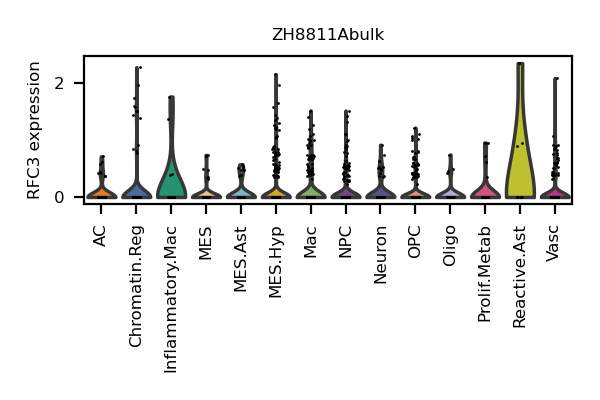 ZH8811Abulk
RFC3 expression
2
0
AC
Chromatin.Reg
Inflammatory.Mac
MES
MES.Ast
MES.Hyp
Mac
NPC
Neuron
OPC
Oligo
Prolif.Metab
Reactive.Ast
Vasc